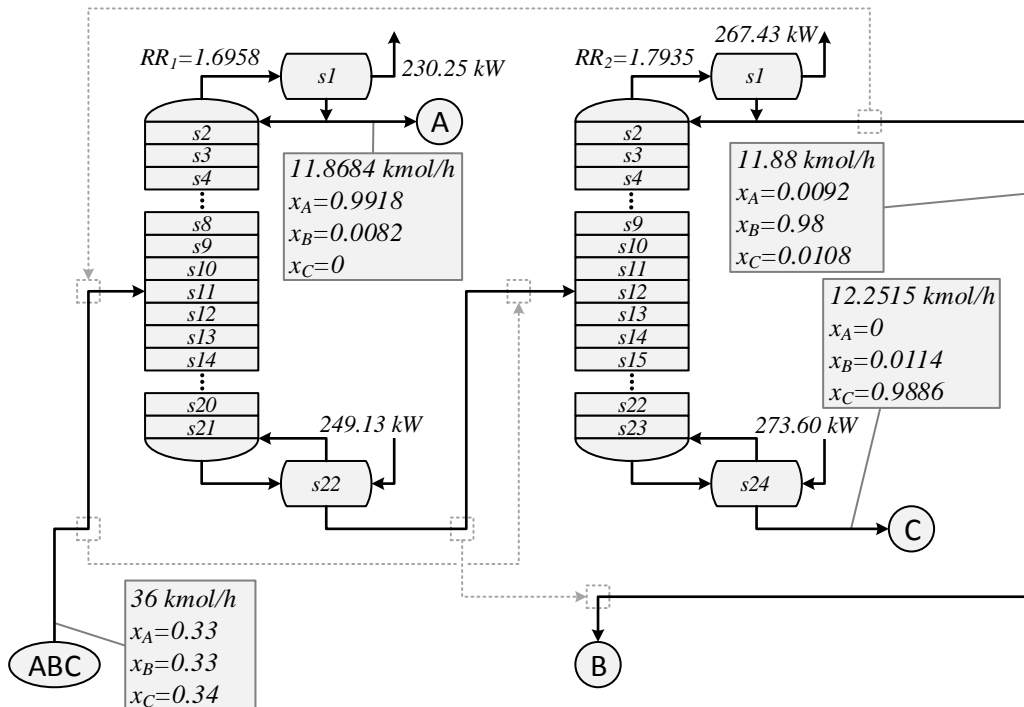 RR1=1.6958
s1
230.25 kW
A
s2
s3
s4
11.8684 kmol/h
xA=0.9918
xB=0.0082
xC=0
s8
s9
s10
s11
s12
s13
s14
s20
s21
249.13 kW
s22
RR2=1.7935
s1
267.43 kW
s2
s3
s4
11.88 kmol/h
xA=0.0092
xB=0.98
xC=0.0108
s9
s10
s11
s12
s13
s14
s15
12.2515 kmol/h
xA=0
xB=0.0114
xC=0.9886
s22
s23
273.60 kW
s24
C
36 kmol/h
xA=0.33
xB=0.33
xC=0.34
ABC
B